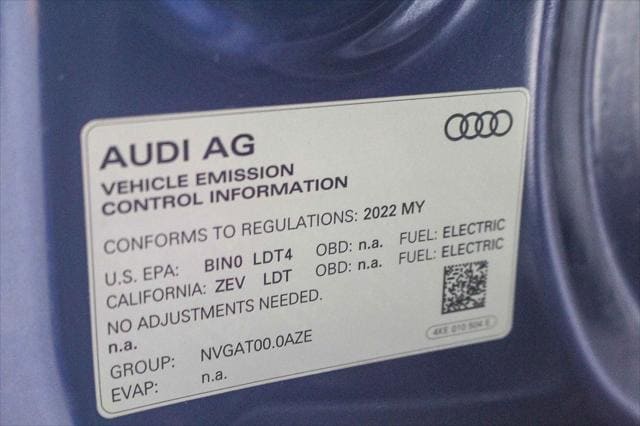 AUDI AG
VEHICLE EMISSION
CONTROL INFORMATION
CONFORMS TO REGULATIONS: 2022 MY
U.S. EPA: BIN0 LDT4 OBD: n.a. FUEL: ELECTRIC
CALIFORNIA: ZEV LDT OBD: n.a. FUEL: ELECTRIC
NO ADJUSTMENTS NEEDED.
n.a.
GROUP: NVGAT00.0AZE
EVAP: n.a.
4KE 010 504 E